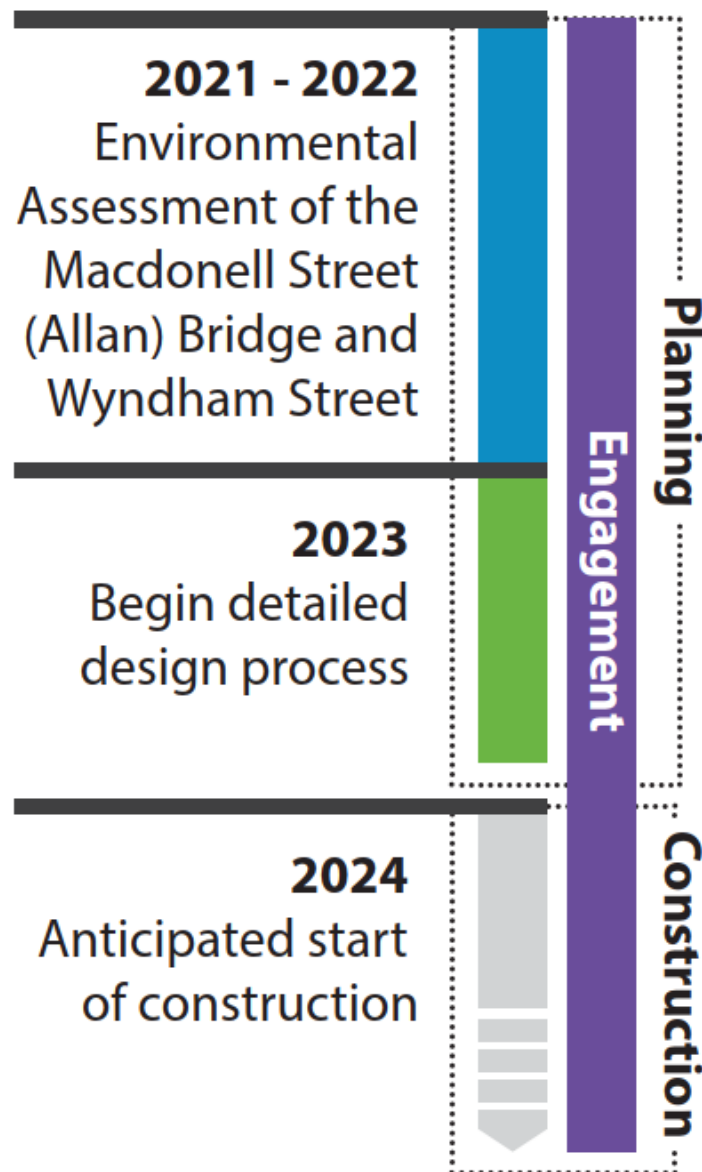 2021 - 2022
Environmental
Assessment of the
Macdonell Street
(Allan) Bridge and
Wyndham Street
2023
Begin detailed
design process
2024
Anticipated start
of construction
Engagement
Planning
Construction